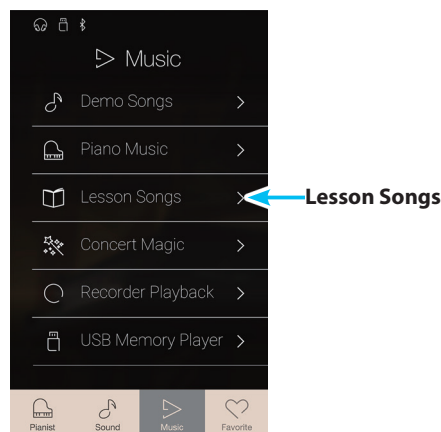 Music
Demo Songs
Piano Music
Lesson Songs
Lesson Songs
Concert Magic
Recorder Playback
USB Memory Player
Pianist Sound Music Favorite